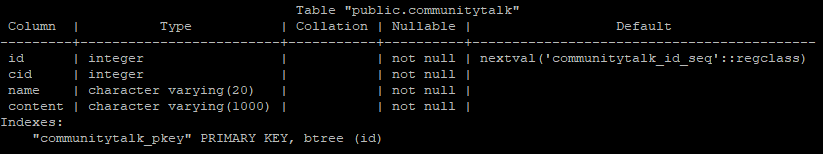 Table "public.communitytalk"
 Column  |          Type           | Collation | Nullable |                  Default
---------+-------------------------+-----------+----------+-------------------------------------------
 id      | integer                 |           | not null | nextval('communitytalk_id_seq'::regclass)
 cid     | integer                 |           | not null |
 name    | character varying(20)   |           | not null |
 content | character varying(1000) |           | not null |
Indexes:
    "communitytalk_pkey" PRIMARY KEY, btree (id)